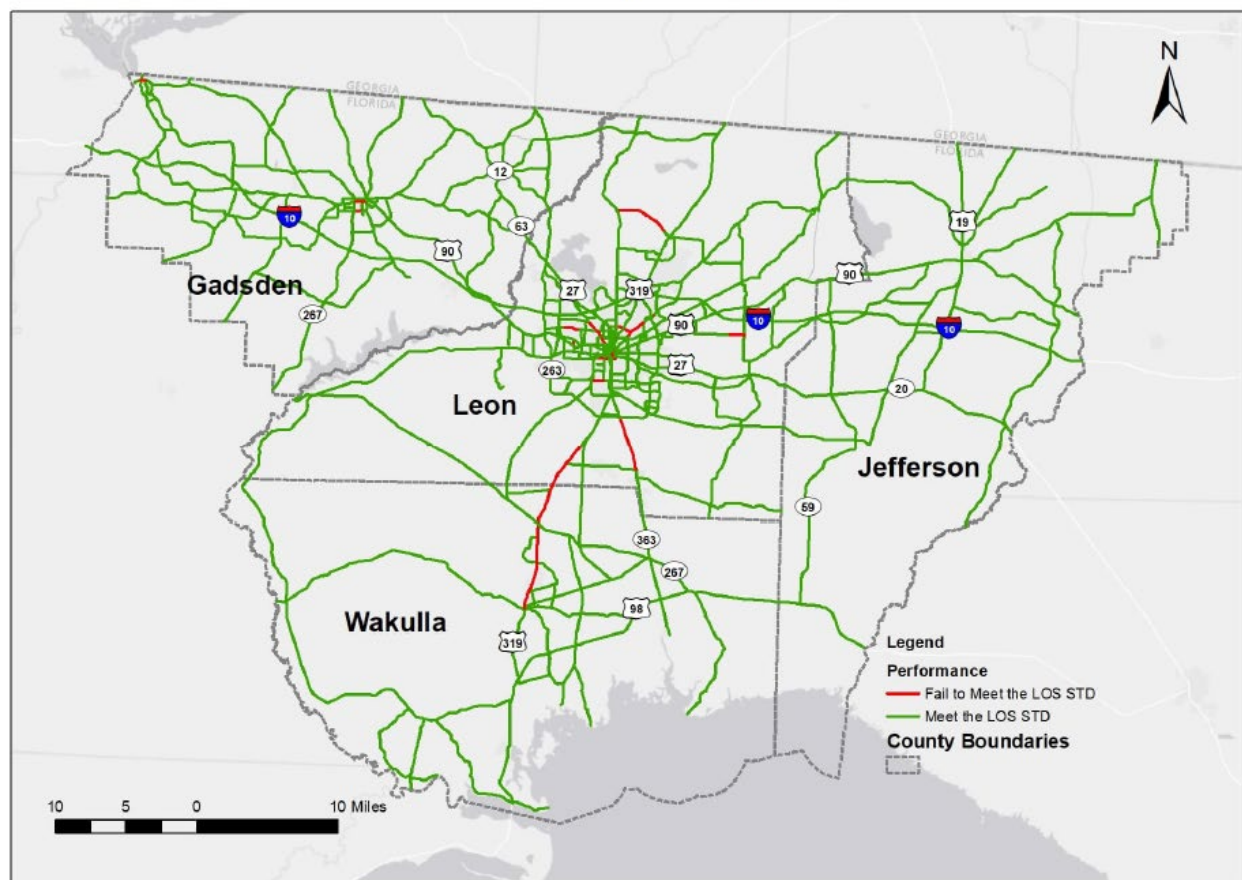 N
GEORGIA
FLORIDA
GEORGIA
FLORIDA
12
19
10
63
90
Gadsden
90
27
319
267
10
90
10
263
27
20
Leon
Jefferson
59
363
267
98
Wakulla
319
Legend
Performance
Fail to Meet the LOS STD
Meet the LOS STD
County Boundaries
10 5 0 10 Miles